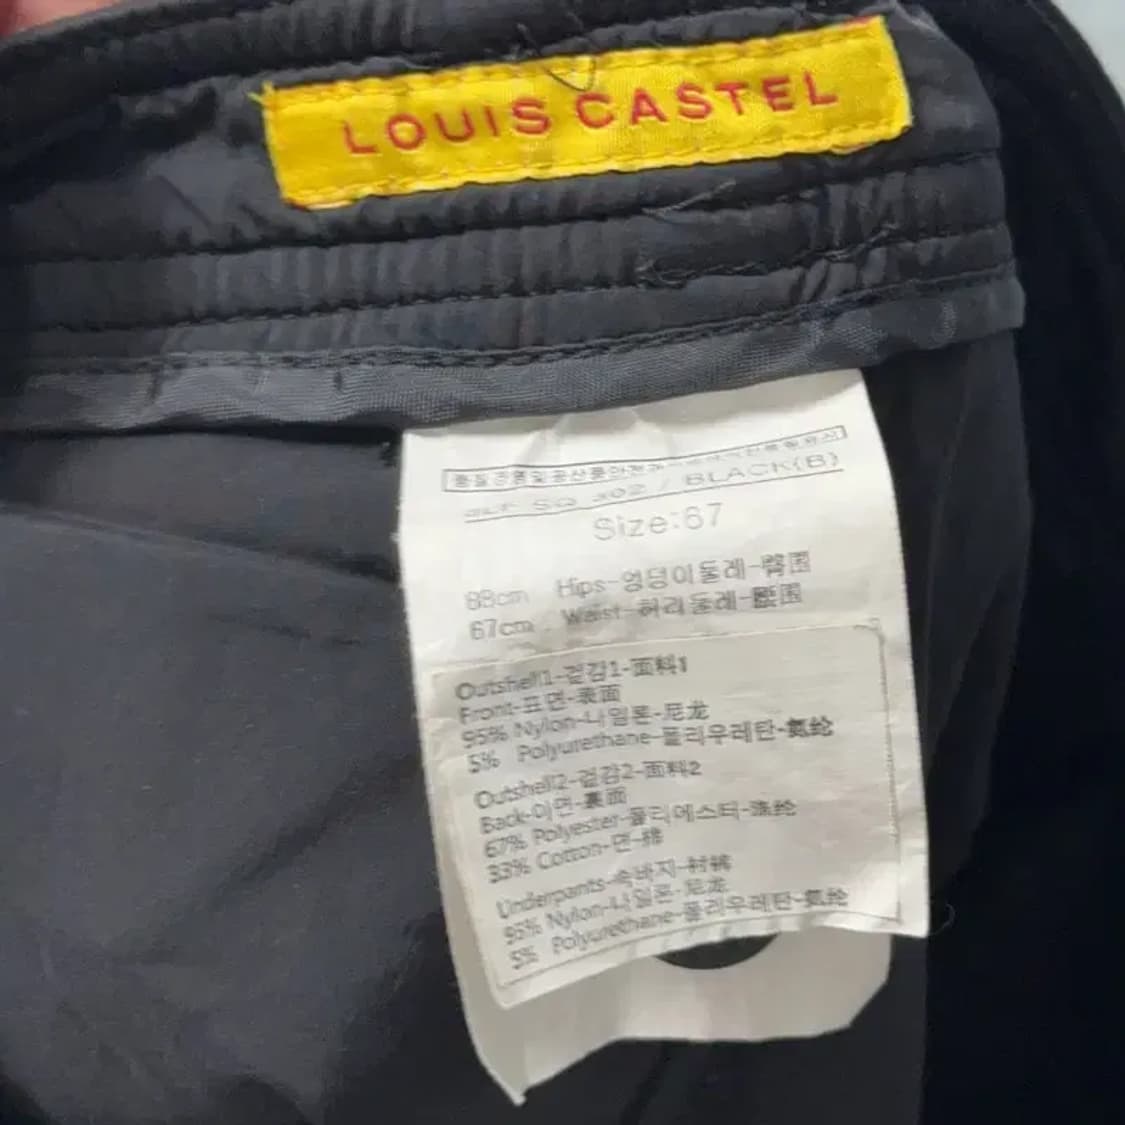 LOUIS CASTEL
SQ 302 / BLACK(B)
Size:67
88cm Hips-엉덩이둘레-臀围
67cm Waist-허리둘레-腰围
Outshell1-겉감1-面料1
Front-표면-表面
95% Nylon-나일론-尼龙
5% Polyurethane-폴리우레탄-氨纶
Outshell2-겉감2-面料2
Back-이면-裏面
67% Polyester-폴리에스터-涤纶
33% Cotton-면-棉
Underpants-속바지-衬裤
95% Nylon-나일론-尼龙
5% Polyurethane-폴리우레탄-氨纶